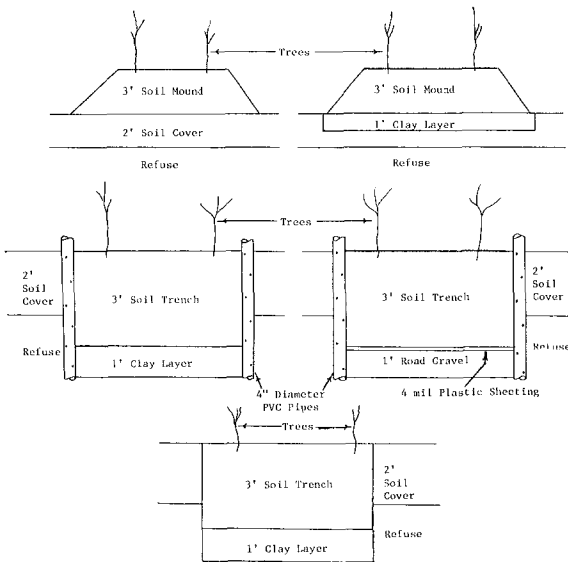 Trees
3' Soil Mound
3' Soil Mound
2' Soil Cover
1' Clay Layer
Refuse
Refuse
Trees
2'
Soil
Cover
3' Soil Trench
3' Soil Trench
2'
Soil
Cover
Refuse
1' Clay Layer
1' Road Gravel
Refuse
4" Diameter
PVC Pipes
4 mil Plastic Sheeting
Trees
3' Soil Trench
2'
Soil
Cover
Refuse
1' Clay Layer